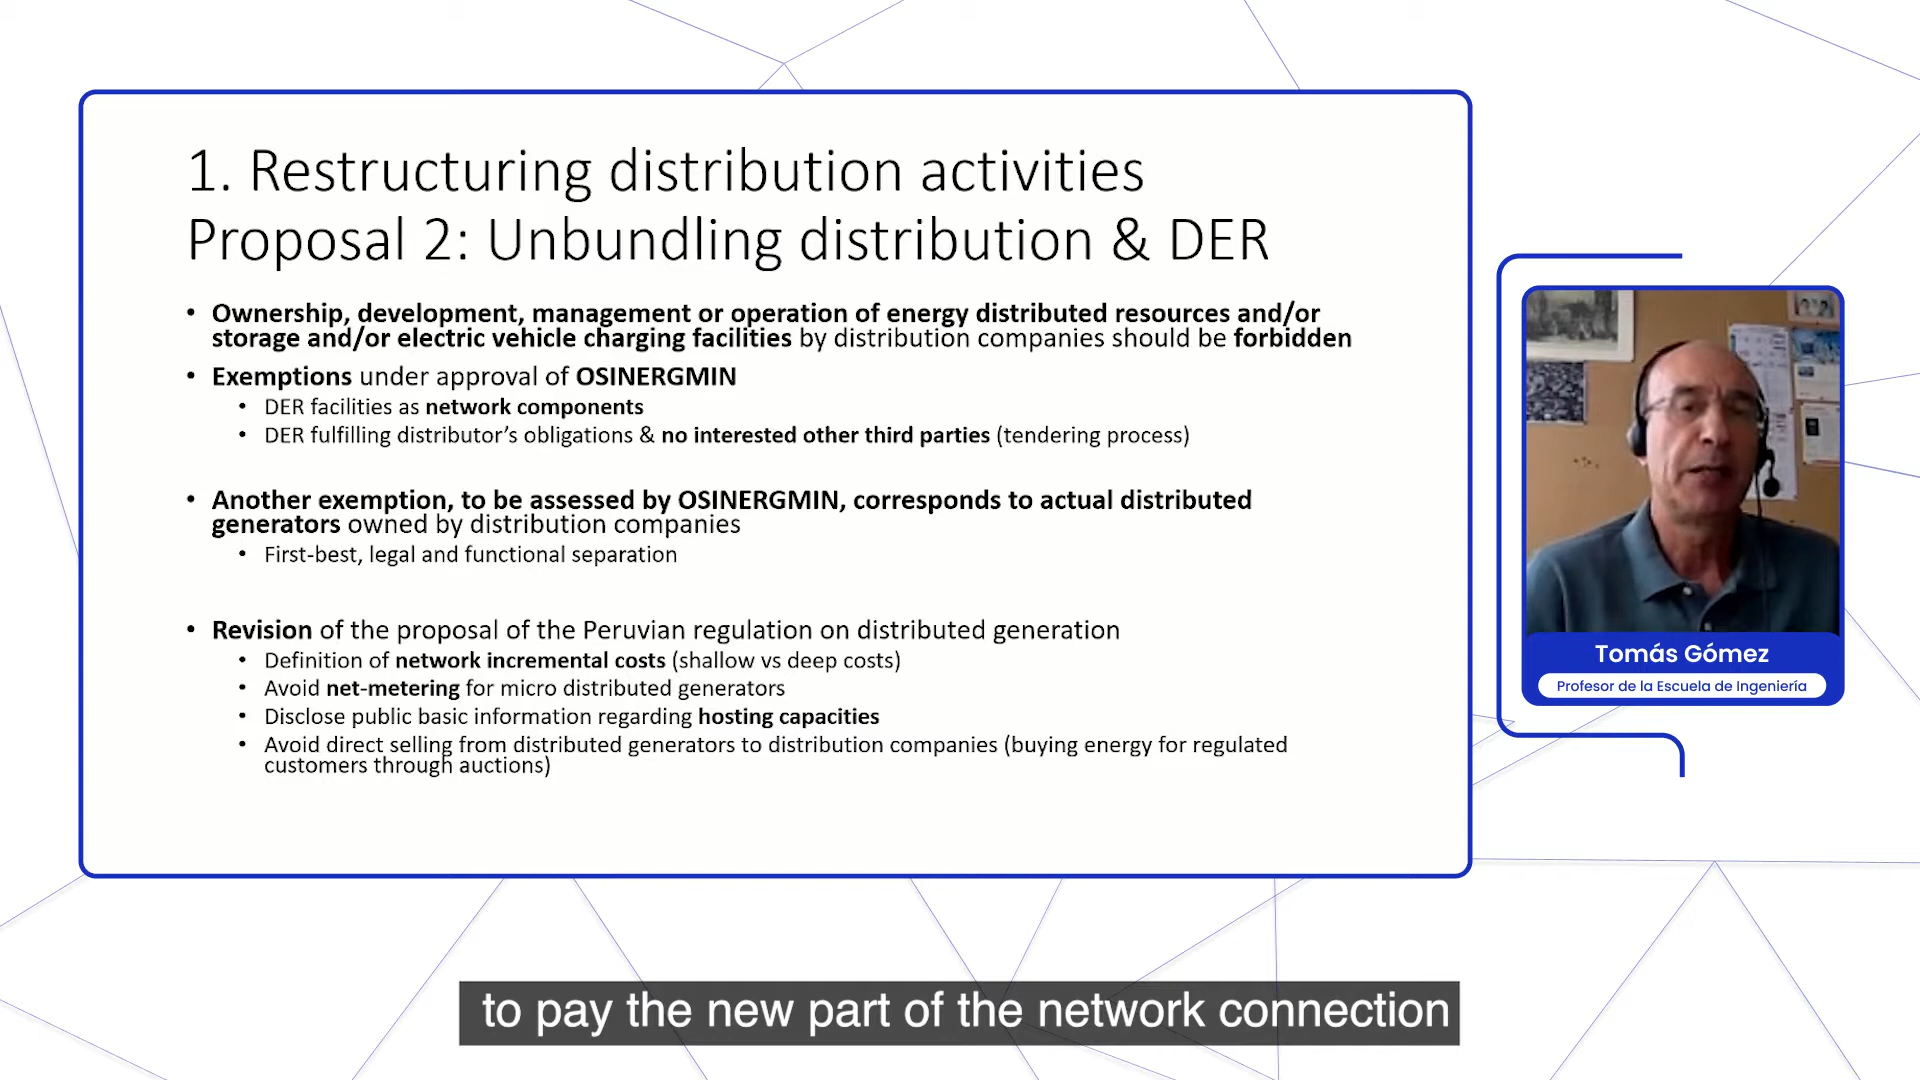 1. Restructuring distribution activities
Proposal 2: Unbundling distribution & DER
• Ownership, development, management or operation of energy distributed resources and/or
storage and/or electric vehicle charging facilities by distribution companies should be forbidden
• Exemptions under approval of OSINERGMIN
• DER facilities as network components
• DER fulfilling distributor's obligations & no interested other third parties (tendering process)
• Another exemption, to be assessed by OSINERGMIN, corresponds to actual distributed
generators owned by distribution companies
• First-best, legal and functional separation
• Revision of the proposal of the Peruvian regulation on distributed generation
• Definition of network incremental costs (shallow vs deep costs)
• Avoid net-metering for micro distributed generators
• Disclose public basic information regarding hosting capacities
• Avoid direct selling from distributed generators to distribution companies (buying energy for regulated
customers through auctions)
Tomás Gómez
Profesor de la Escuela de Ingeniería
to pay the new part of the network connection